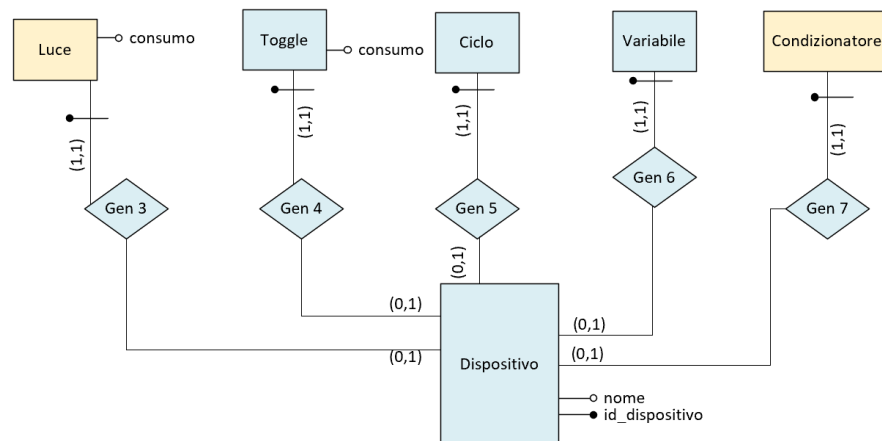 Luce
consumo
Toggle
consumo
Ciclo
Variabile
Condizionatore
(1,1)
(1,1)
(1,1)
(1,1)
(1,1)
Gen 3
Gen 4
Gen 5
Gen 6
Gen 7
(0,1)
(0,1)
(0,1)
(0,1)
(0,1)
Dispositivo
nome
id_dispositivo